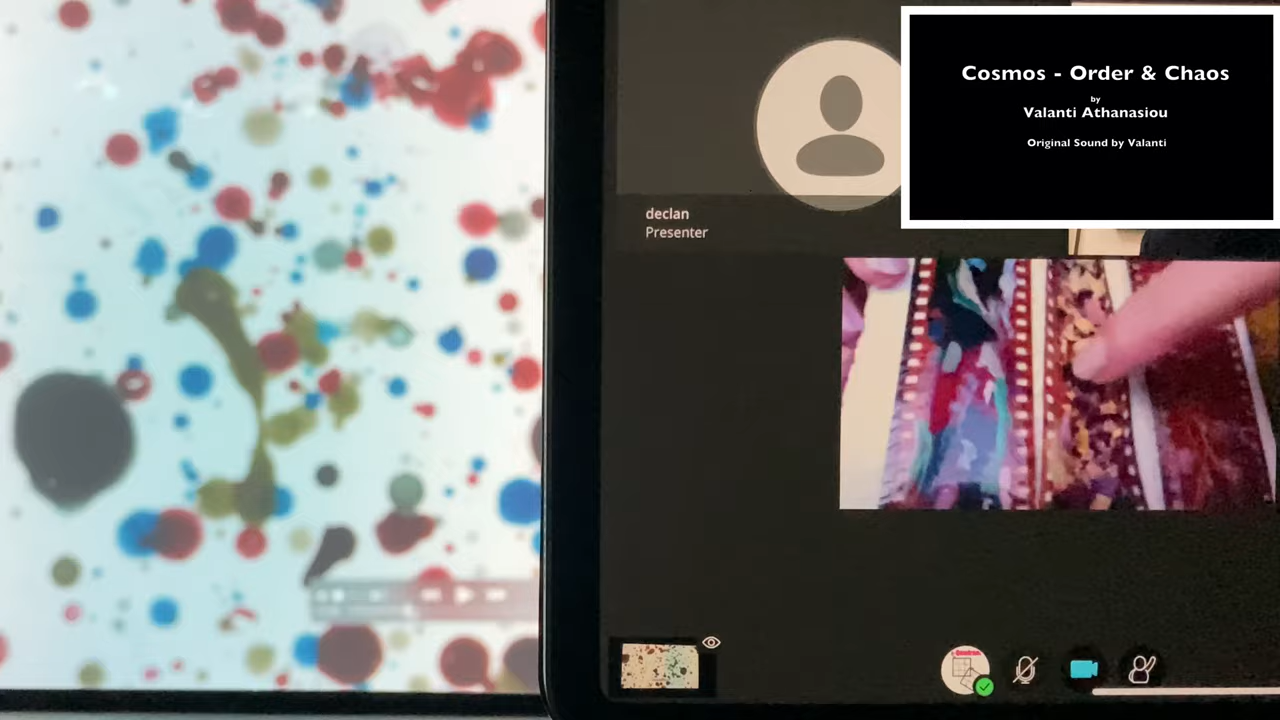 Cosmos - Order & Chaos
by
Valanti Athanasiou
Original Sound by Valanti
declan
Presenter